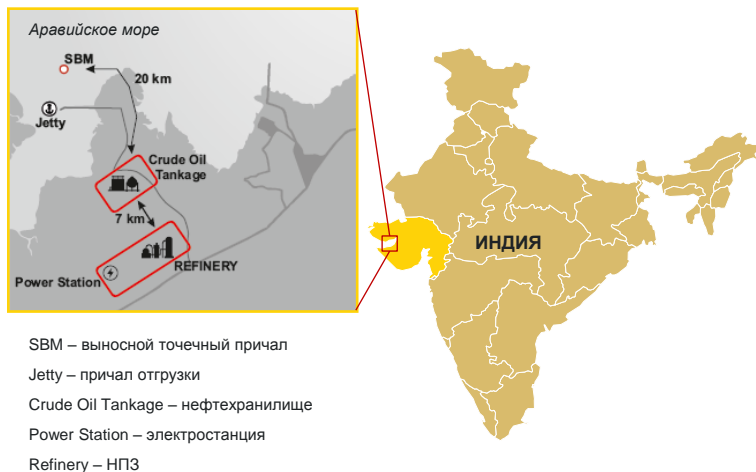 Аравийское море
SBM
20 km
Jetty
Crude Oil
Tankage
7 km
REFINERY
Power Station
ИНДИЯ
SBM – выносной точечный причал
Jetty – причал отгрузки
Crude Oil Tankage – нефтехранилище
Power Station – электростанция
Refinery – НПЗ